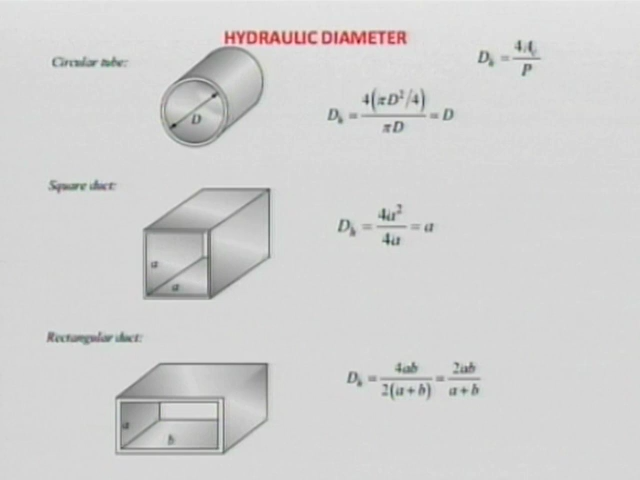 HYDRAULIC DIAMETER
Circular tube:
D_h = 4A_c / P
D
D_h = 4(πD²/4) / πD = D
Square duct:
a
a
D_h = 4a² / 4a = a
Rectangular duct:
a
b
D_h = 4ab / 2(a+b) = 2ab / a+b